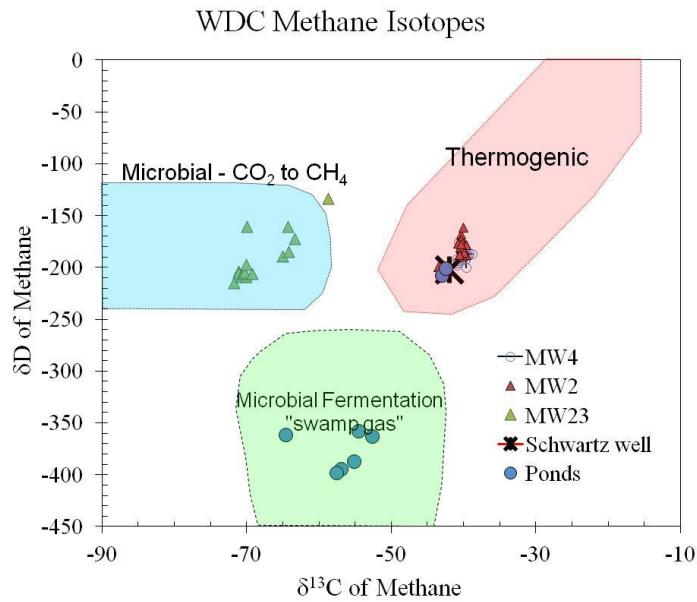 WDC Methane Isotopes
0
-50
-100
-150
-200
-250
-300
-350
-400
-450
δD of Methane
Microbial - CO₂ to CH₄
Thermogenic
Microbial Fermentation
"swamp gas"
MW4
MW2
MW23
Schwartz well
Ponds
-90 -70 -50 -30 -10
δ¹³C of Methane